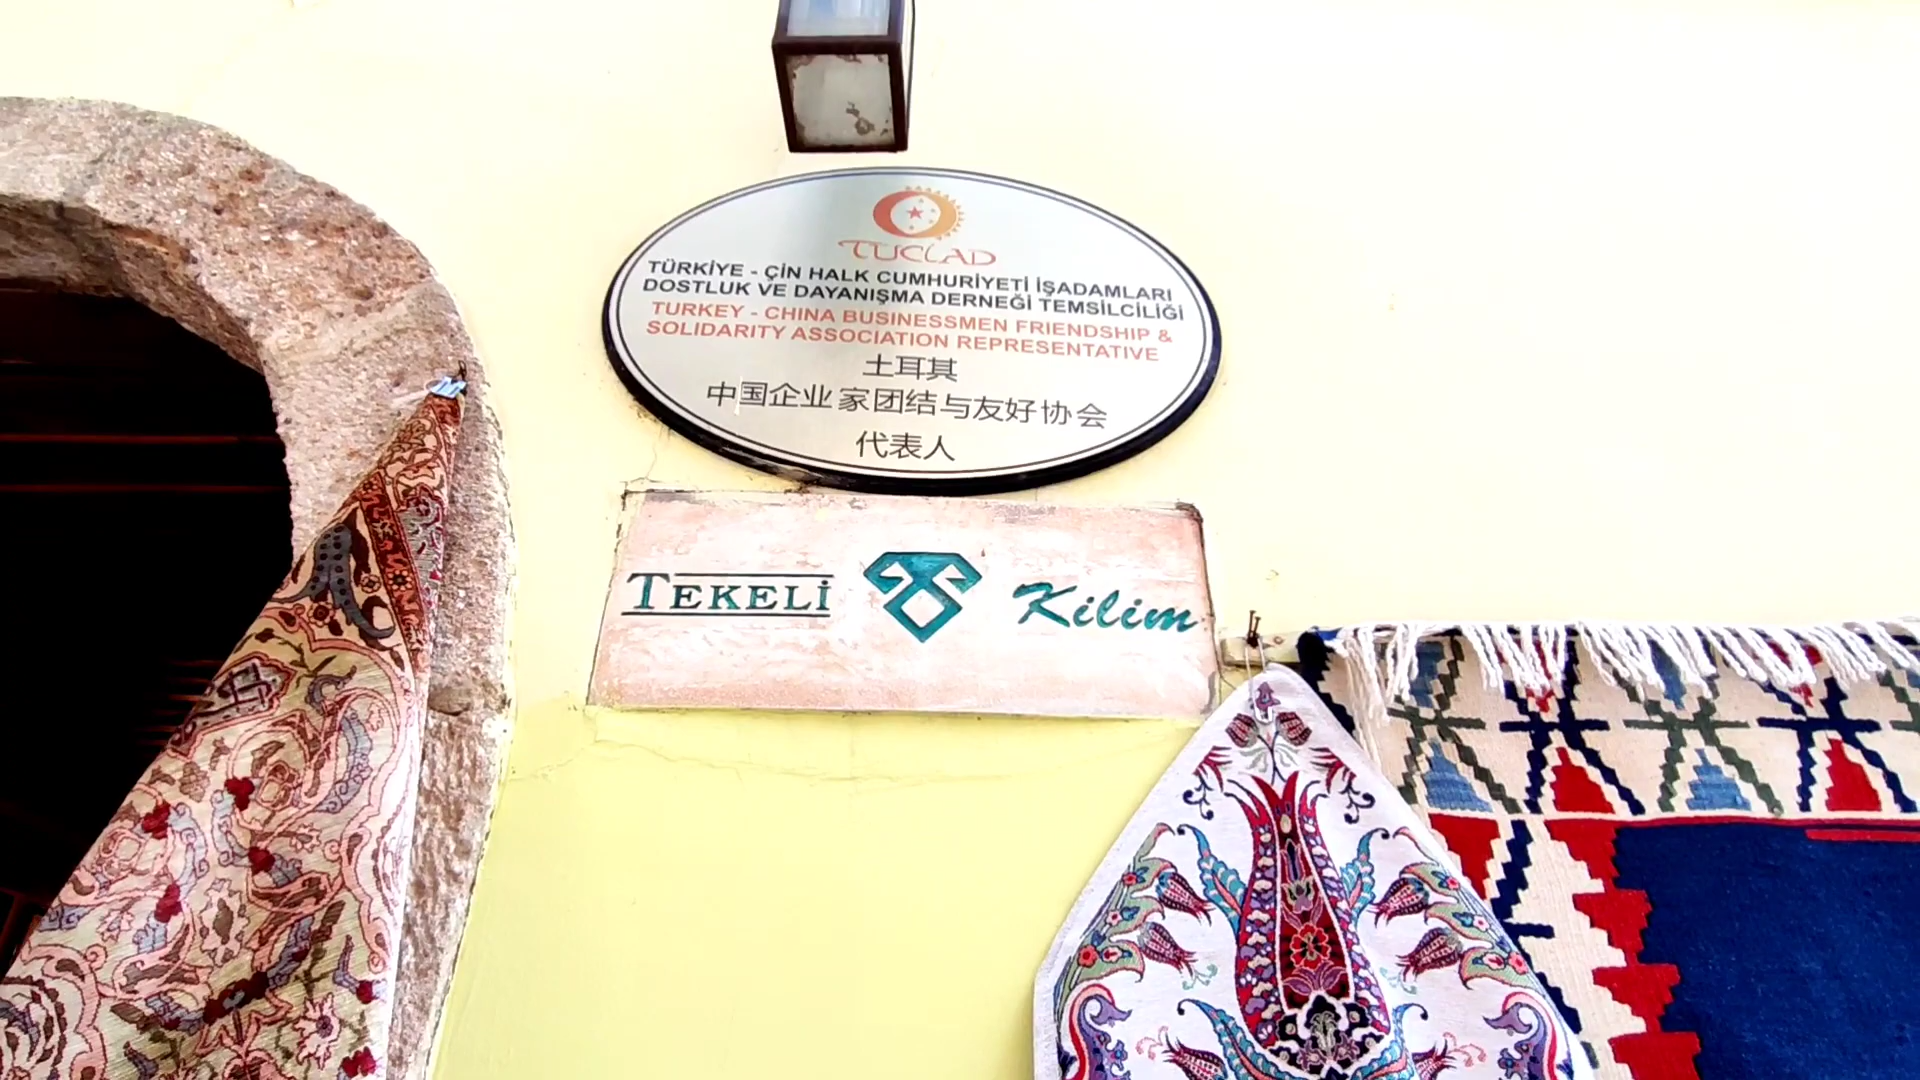 TUCIAD
TÜRKİYE - ÇİN HALK CUMHURİYETİ İŞADAMLARI
DOSTLUK VE DAYANIŞMA DERNEĞİ TEMSİLCİLİĞİ
TURKEY - CHINA BUSINESSMEN FRIENDSHIP &
SOLIDARITY ASSOCIATION REPRESENTATIVE
土耳其
中国企业家团结与友好协会
代表人
TEKELİ Kilim